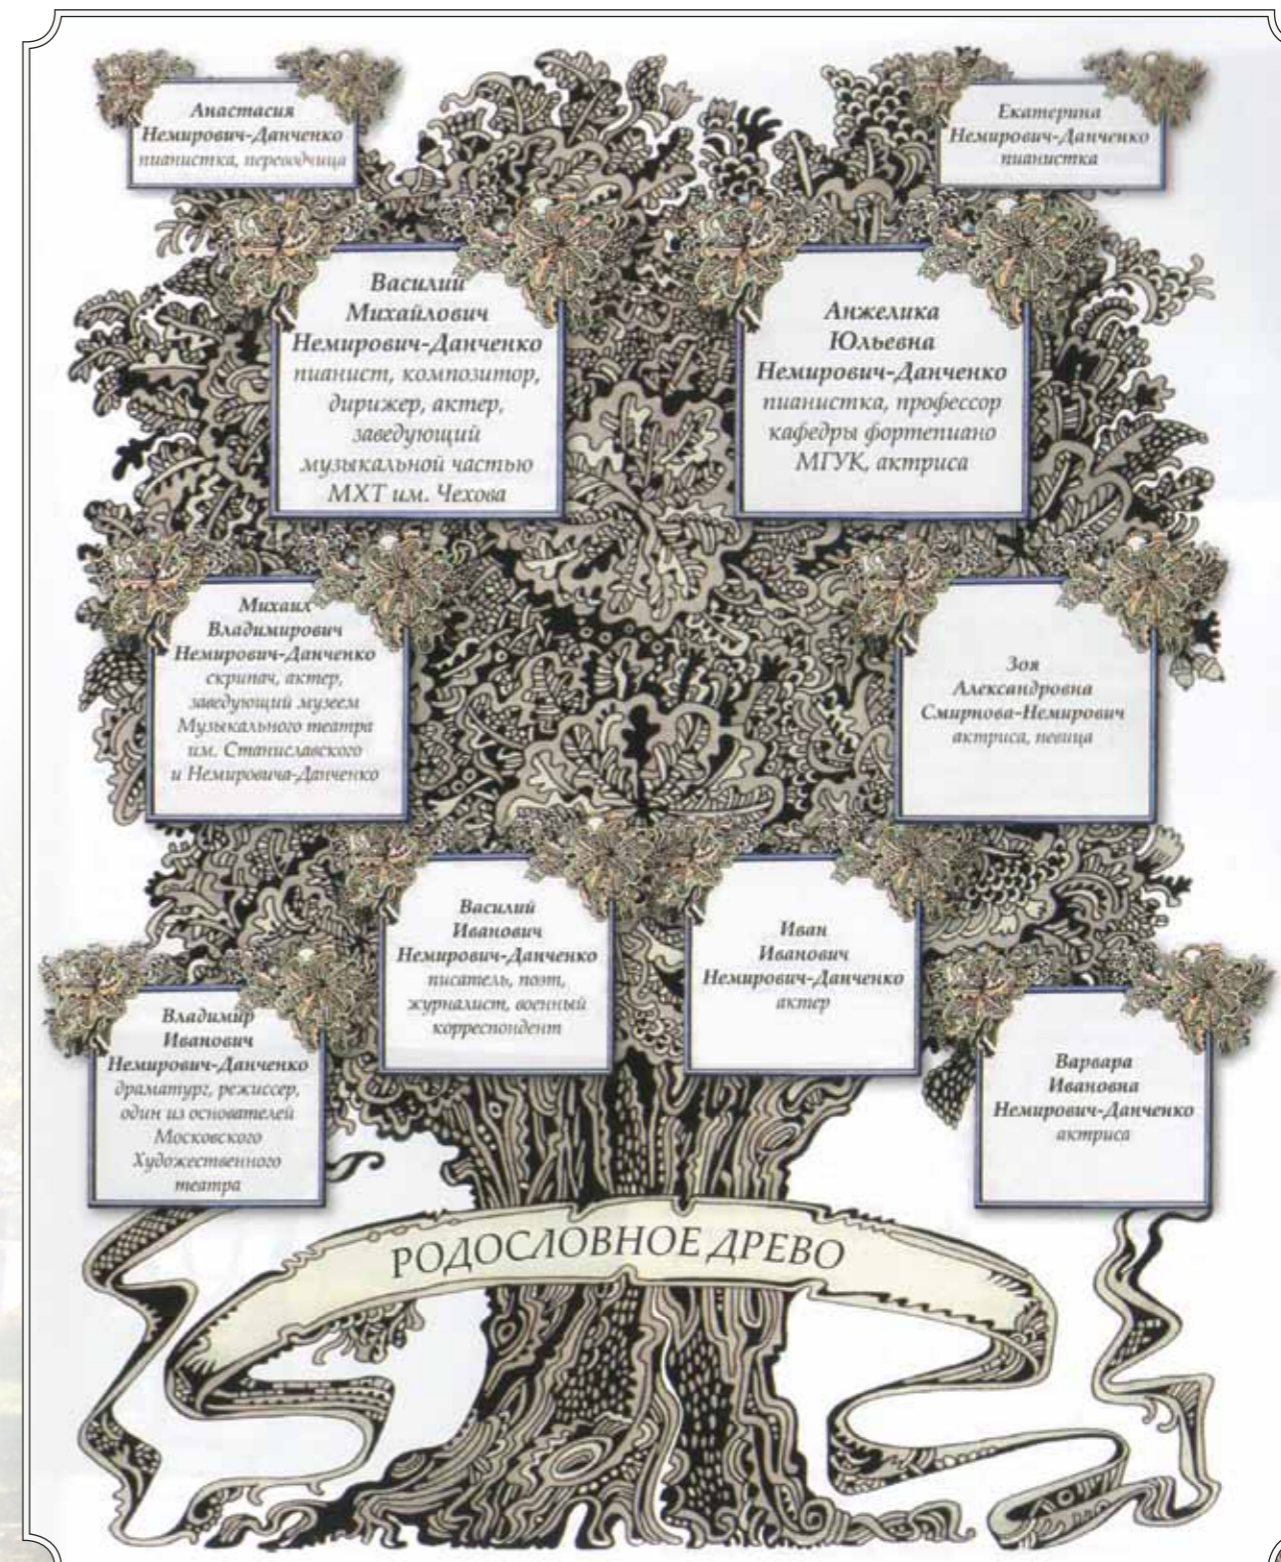 Анастасия
Немирович-Данченко
пианистка, переводчица
Екатерина
Немирович-Данченко
пианистка
Василий
Михайлович
Немирович-Данченко
пианист, композитор,
дирижер, актер,
заведующий
музыкальной частью
МХТ им. Чехова
Анжелика
Юльевна
Немирович-Данченко
пианистка, профессор
кафедры фортепиано
МГУК, актриса
Михаил
Владимирович
Немирович-Данченко
скрипач, актер,
заведующий музеем
Музыкального театра
им. Станиславского
и Немировича-Данченко
Зоя
Александровна
Смирнова-Немирович
актриса, певица
Василий
Иванович
Немирович-Данченко
писатель, поэт,
журналист, военный
корреспондент
Иван
Иванович
Немирович-Данченко
актер
Владимир
Иванович
Немирович-Данченко
драматург, режиссер,
один из основателей
Московского
Художественного
театра
Варвара
Ивановна
Немирович-Данченко
актриса
РОДОСЛОВНОЕ ДРЕВО